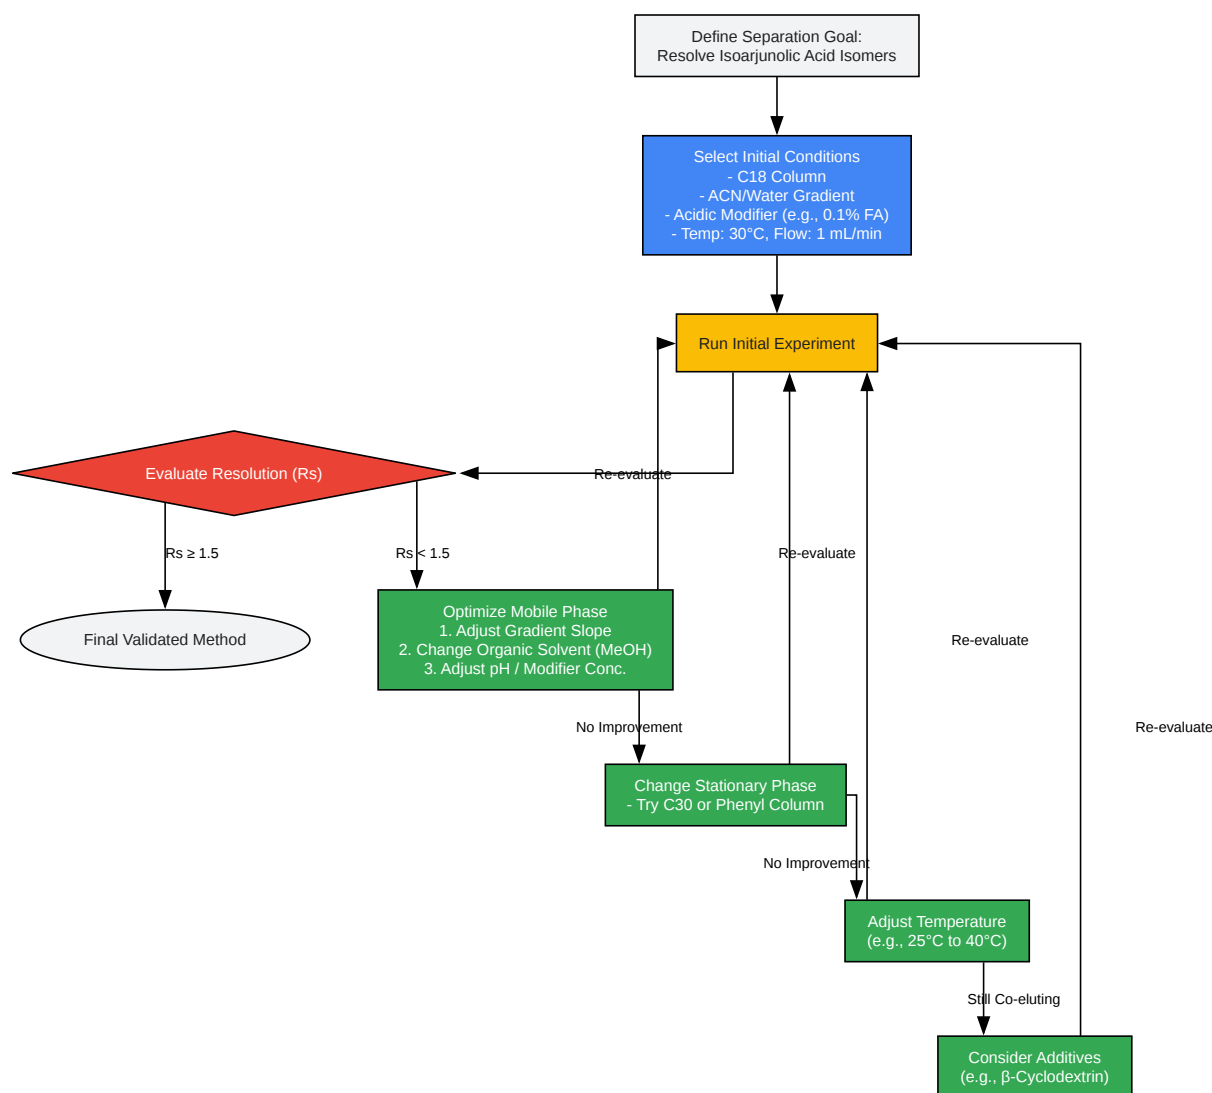 Define Separation Goal:
Resolve Isoarjunolic Acid Isomers
Select Initial Conditions
- C18 Column
- ACN/Water Gradient
- Acidic Modifier (e.g., 0.1% FA)
- Temp: 30°C, Flow: 1 mL/min
Run Initial Experiment
Evaluate Resolution (Rs)
Re-evaluate
Rs ≥ 1.5
Rs < 1.5
Re-evaluate
Final Validated Method
Optimize Mobile Phase
1. Adjust Gradient Slope
2. Change Organic Solvent (MeOH)
3. Adjust pH / Modifier Conc.
Re-evaluate
No Improvement
Re-evaluate
Change Stationary Phase
- Try C30 or Phenyl Column
No Improvement
Adjust Temperature
(e.g., 25°C to 40°C)
Still Co-eluting
Consider Additives
(e.g., β-Cyclodextrin)